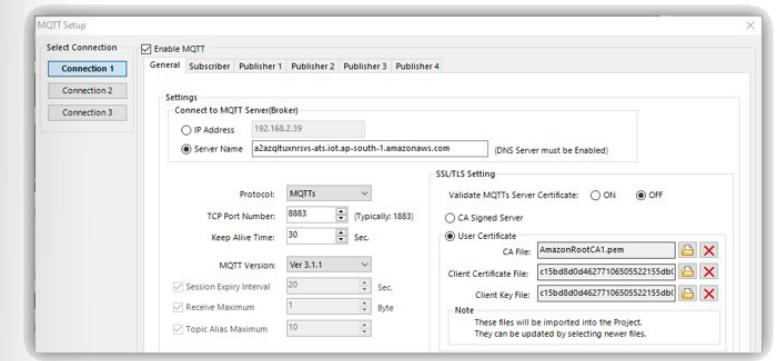 MQTT Setup
Select Connection
Connection 1
Connection 2
Connection 3
Enable MQTT
General Subscriber Publisher 1 Publisher 2 Publisher 3 Publisher 4
Settings
Connect to MQTT Server(Broker)
IP Address 192.168.2.39
Server Name a2azqltuxnrsvs-ats.iot.ap-south-1.amazonaws.com (DNS Server must be Enabled)
Protocol: MQTTs
TCP Port Number: 8883 (Typically: 1883)
Keep Alive Time: 30 Sec.
MQTT Version: Ver 3.1.1
Session Expiry Interval 20 Sec.
Receive Maximum 1 Byte
Topic Alias Maximum 10
SSL/TLS Setting
Validate MQTTs Server Certificate: ON OFF
CA Signed Server
User Certificate
CA File: AmazonRootCA1.pem
Client Certificate File: c15bd8d0d46277106505522155db(
Client Key File: c15bd8d0d46277106505522155db(
Note
These files will be imported into the Project.
They can be updated by selecting newer files.